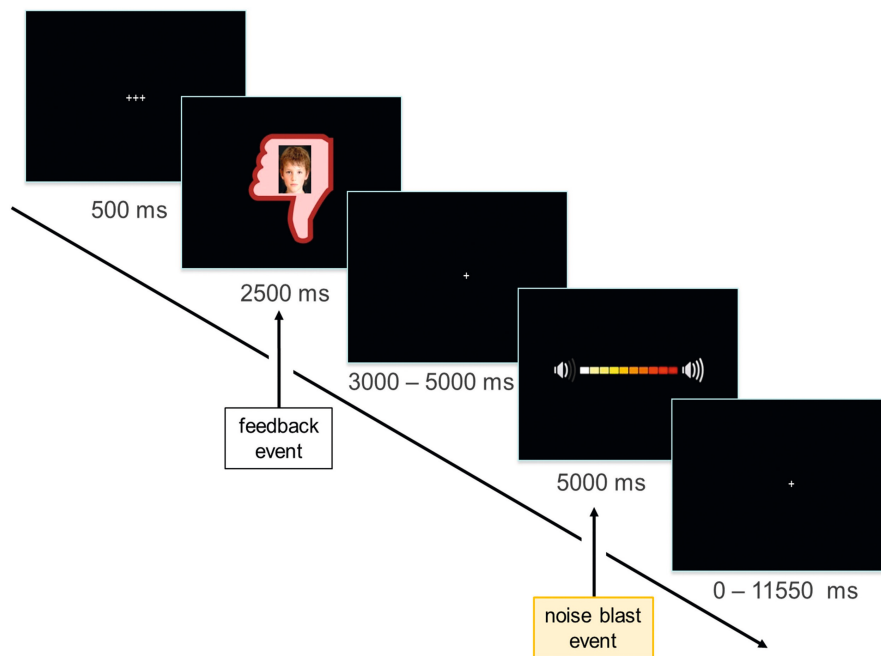 +++
500 ms
2500 ms
feedback
event
+
3000 – 5000 ms
5000 ms
noise blast
event
+
0 – 11550 ms